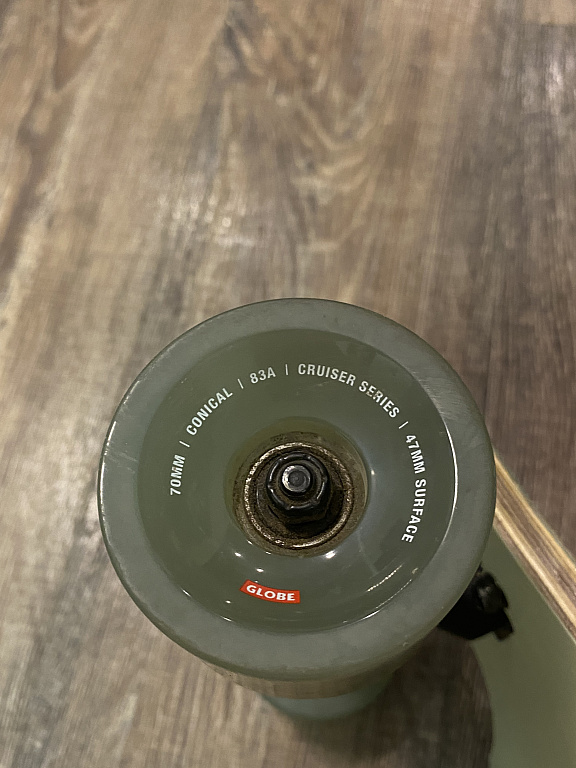 70MM | CONICAL | 83A | CRUISER SERIES | 47MM SURFACE
GLOBE